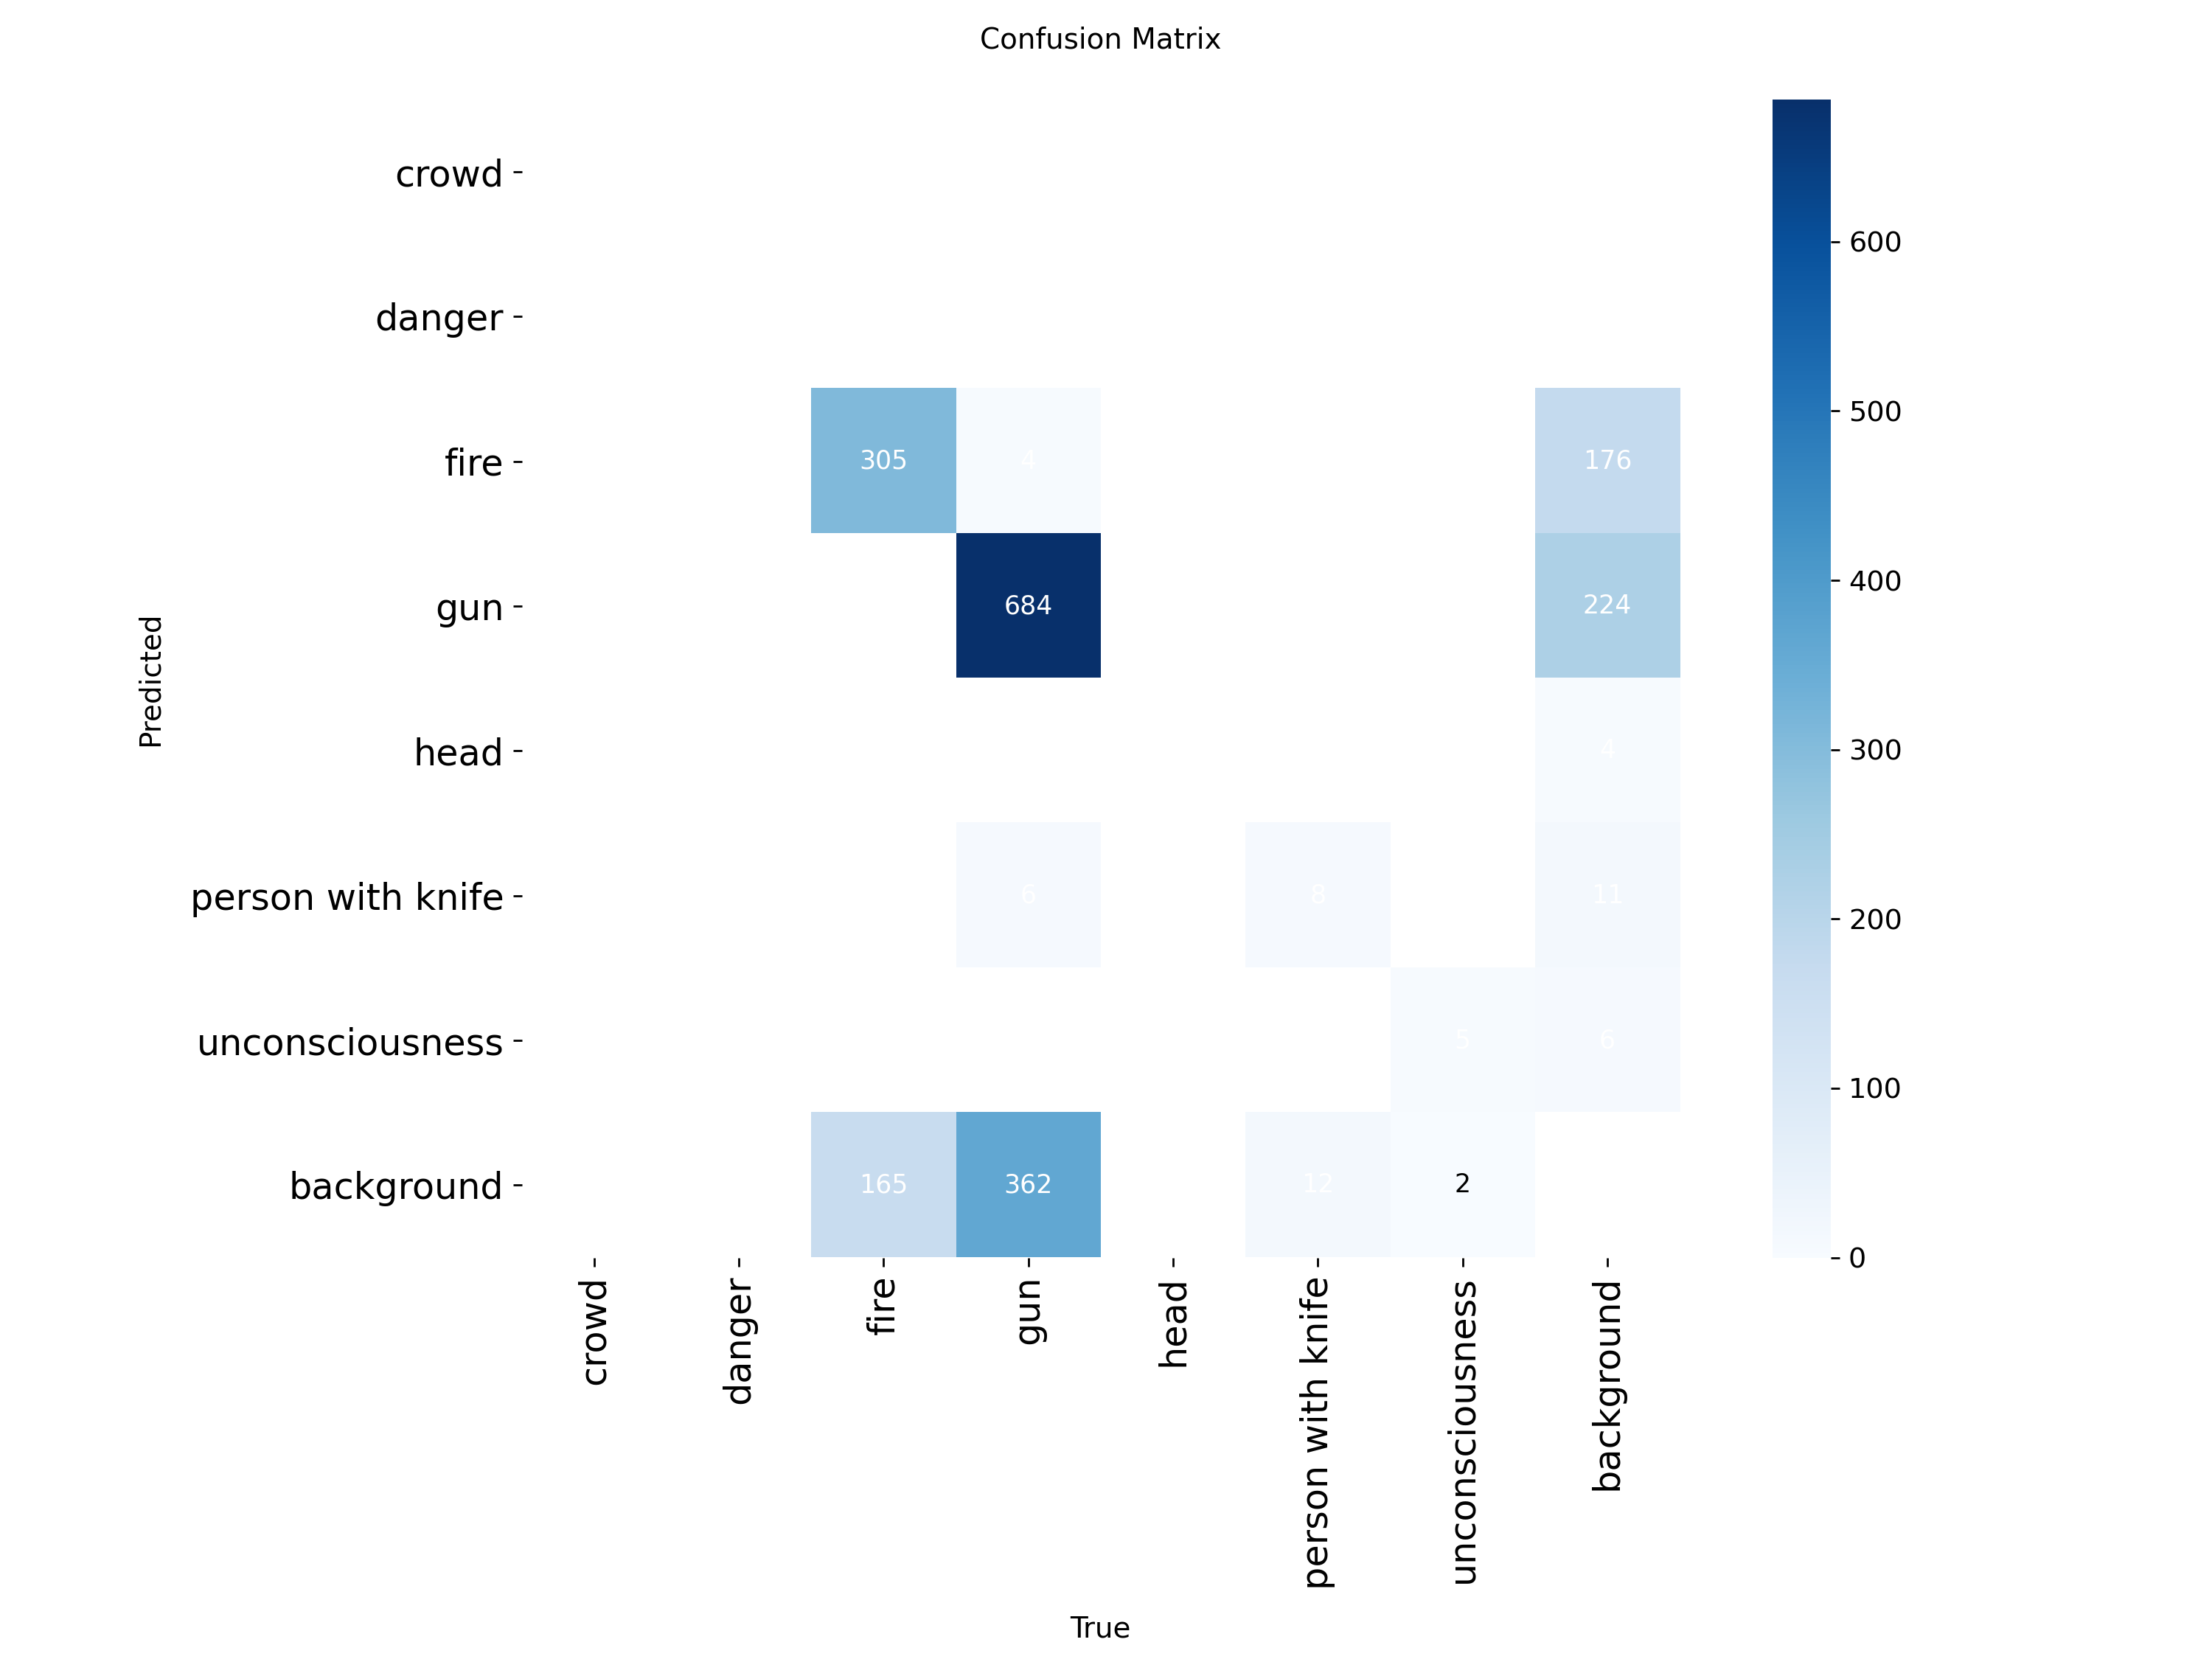 Confusion Matrix
crowd
danger
fire 305 4 176
gun 684 224
head 4
person with knife 6 8 11
unconsciousness 5 6
background 165 362 12 2
Predicted
crowd danger fire gun head person with knife unconsciousness background
True
600
500
400
300
200
100
0